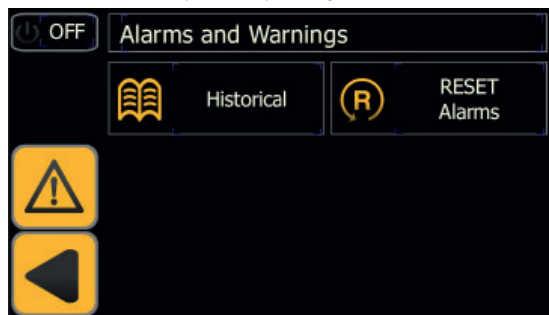 OFF
Alarms and Warnings
Historical
R
RESET
Alarms